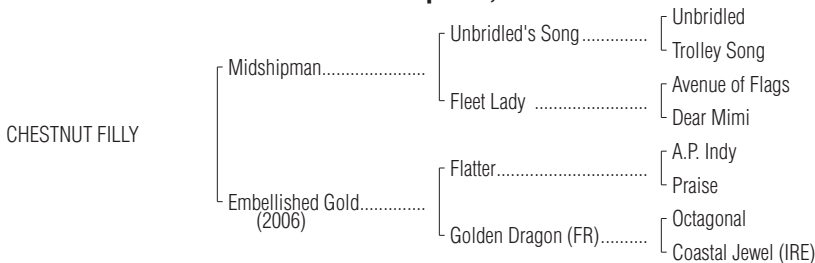 Unbridled
Unbridled's Song..............
Trolley Song
Midshipman......................
Avenue of Flags
Fleet Lady ........................
Dear Mimi
CHESTNUT FILLY
A.P. Indy
Flatter................................
Praise
Embellished Gold..............
(2006)
Octagonal
Golden Dragon (FR)..........
Coastal Jewel (IRE)